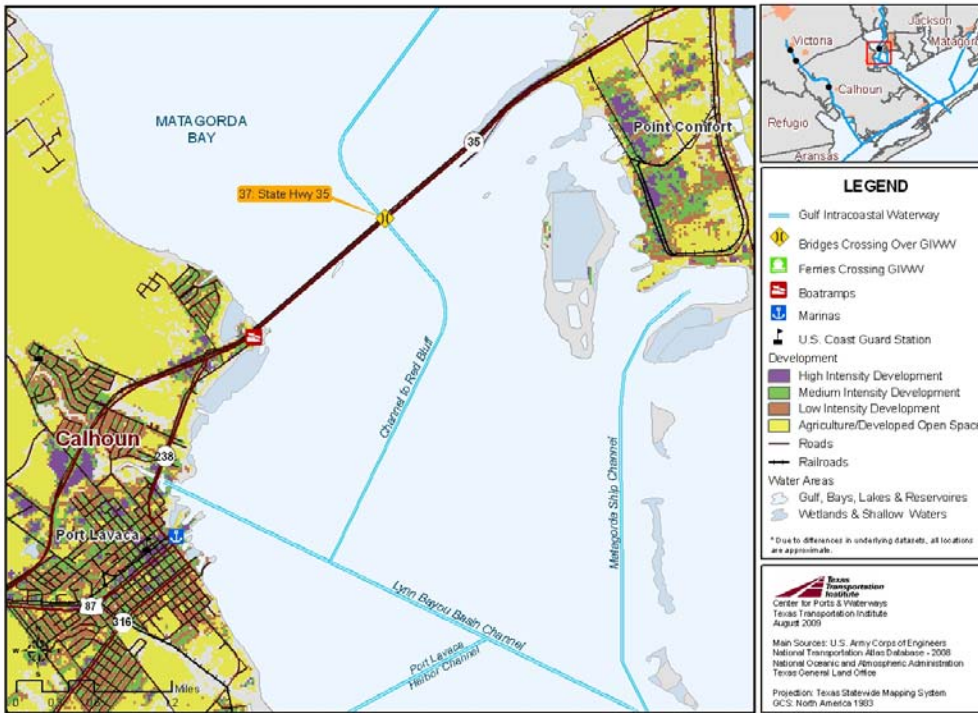 MATAGORDA
BAY
37. State Hwy 35
35
Point Comfort
Channel to Red Bluff
Calhoun
238
Port Lavaca
Matagorda Ship Channel
Lynn Bayou Basin Channel
Port Lavaca
Harbor Channel
87
316
Miles
Jackson
Victoria
Matagord
Calhoun
Refugio
Aransas
LEGEND
Gulf Intracoastal Waterway
Bridges Crossing Over GIWW
Ferries Crossing GIWW
Boatramps
Marinas
U.S. Coast Guard Station
Development
High Intensity Development
Medium Intensity Development
Low Intensity Development
Agriculture/Developed Open Space
Roads
Railroads
Water Areas
Gulf, Bays, Lakes & Reservoires
Wetlands & Shallow Waters
* Due to differences in underlying datasets, all locations
are approximate.
Texas
Transportation
Institute
Center for Ports & Waterways
Texas Transportation Institute
August 2009
Main Sources: U.S. Army Corps of Engineers
National Transportation Atlas Database - 2008
National Oceanic and Atmospheric Administration
Texas General Land Office
Projection: Texas Statewide Mapping System
GCS: North America 1983